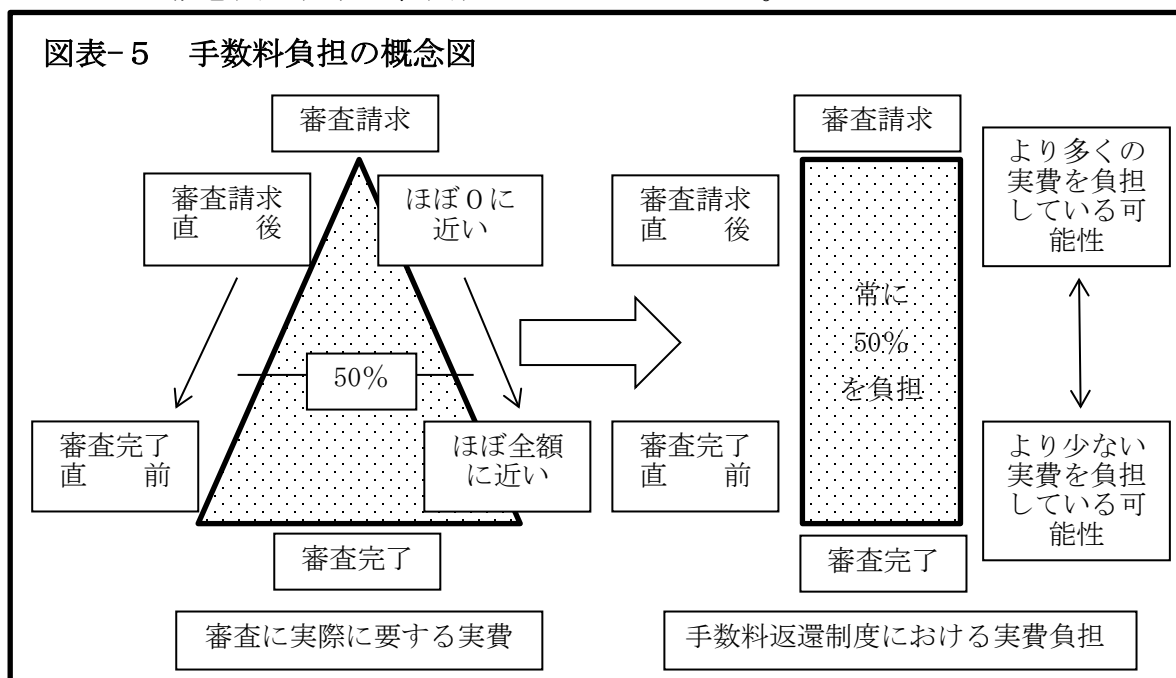 図表-５　手数料負担の概念図
審査請求
審査請求
直　　後
ほぼ０に
近い
50％
審査完了
直　　前
ほぼ全額
に近い
審査完了
審査に実際に要する実費
審査請求
審査請求
直　　後
常に
50％
を負担
審査完了
直　　前
審査完了
より多くの
実費を負担
している可
能性
より少ない
実費を負担
している可
能性
手数料返還制度における実費負担